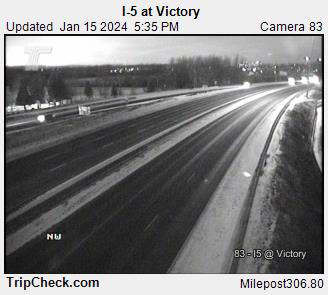 I-5 at Victory
Updated  Jan 15 2024  5:35 PM
Camera 83
T
NW
83 - I5 @ Victory
TripCheck.com
Milepost306.80